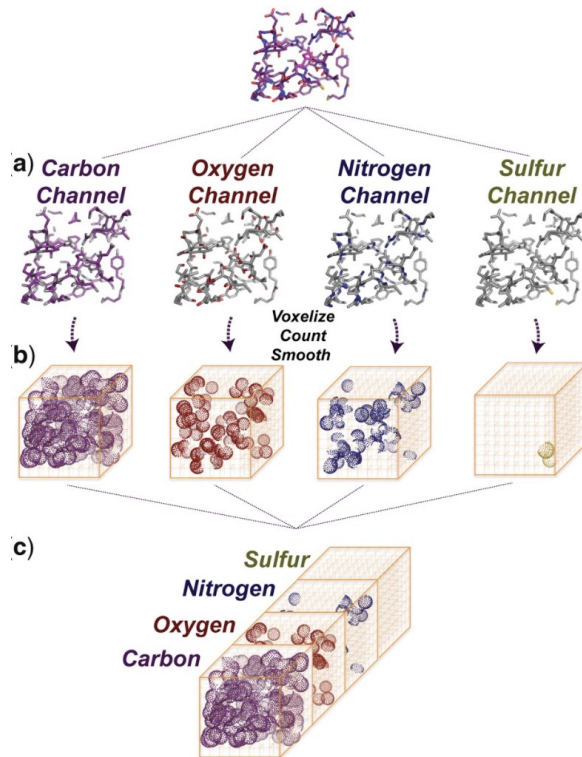 (a)
Carbon Channel
Oxygen Channel
Nitrogen Channel
Sulfur Channel
Voxelize
Count
Smooth
(b)
(c)
Sulfur
Nitrogen
Oxygen
Carbon